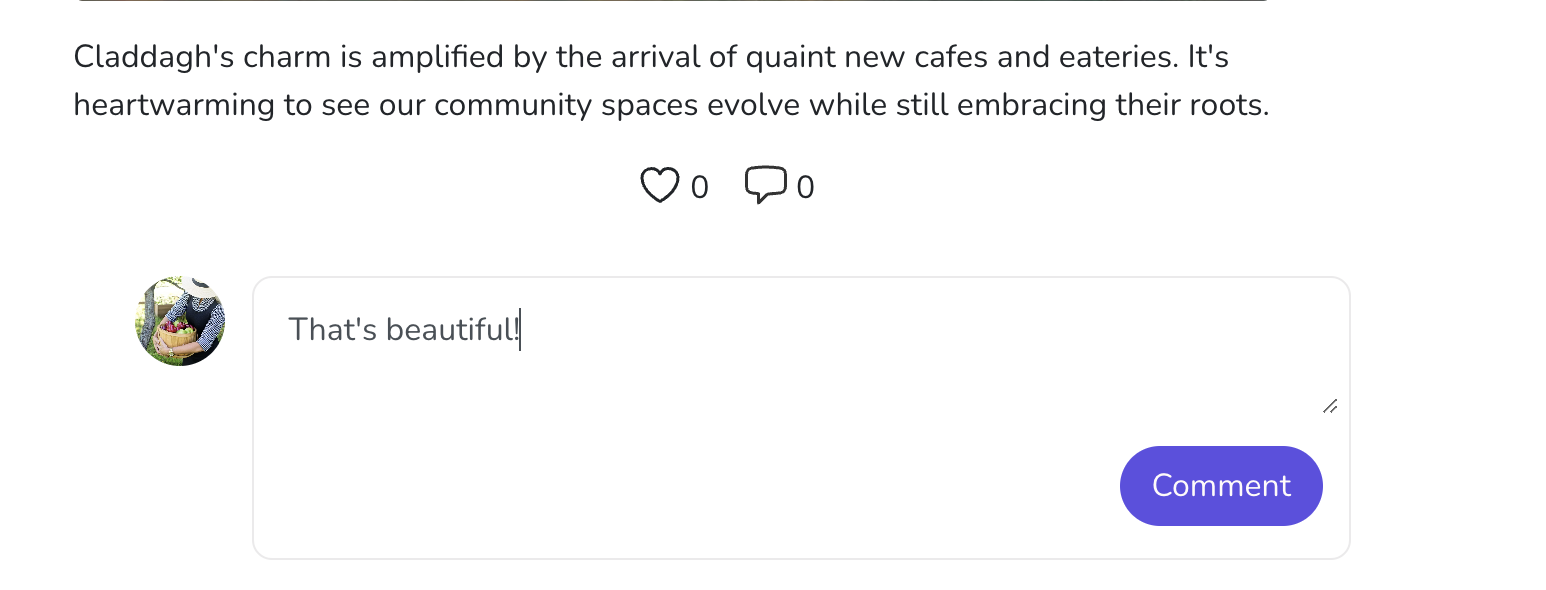 Claddagh's charm is amplified by the arrival of quaint new cafes and eateries. It's
heartwarming to see our community spaces evolve while still embracing their roots.
0 0
That's beautiful!
Comment